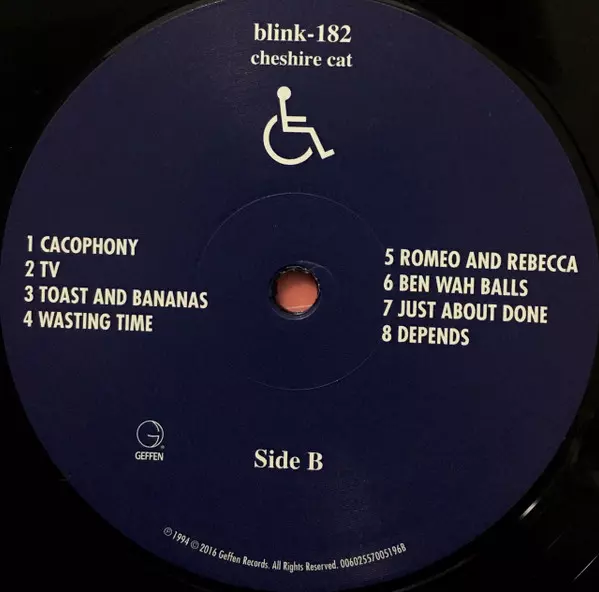 blink-182
cheshire cat
1 CACOPHONY
2 TV
3 TOAST AND BANANAS
4 WASTING TIME
5 ROMEO AND REBECCA
6 BEN WAH BALLS
7 JUST ABOUT DONE
8 DEPENDS
G
GEFFEN
Side B
℗ 1994 © 2016 Geffen Records. All Rights Reserved. 00602557005196B